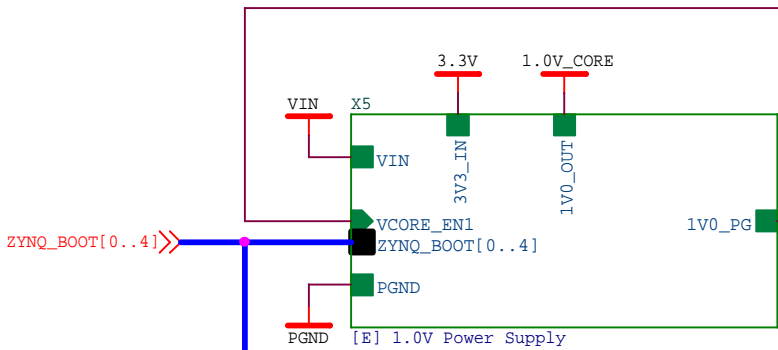 3.3V
1.0V_CORE
VIN
X5
VIN
3V3_IN
1V0_OUT
VCORE_EN1
1V0_PG
ZYNQ_BOOT[0..4]
ZYNQ_BOOT[0..4]
PGND
PGND
[E] 1.0V Power Supply